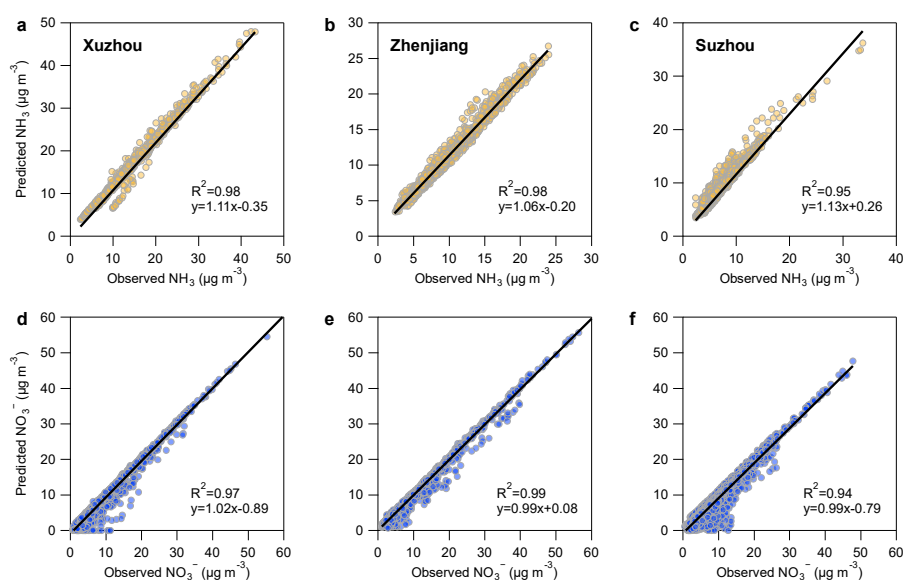 a
Xuzhou
50
40
30
20
10
0
Predicted NH₃ (µg m⁻³)
R²=0.98
y=1.11x-0.35
0 10 20 30 40 50
Observed NH₃ (µg m⁻³)
b
Zhenjiang
30
25
20
15
10
5
0
R²=0.98
y=1.06x-0.20
0 5 10 15 20 25 30
Observed NH₃ (µg m⁻³)
c
Suzhou
40
30
20
10
0
R²=0.95
y=1.13x+0.26
0 10 20 30 40
Observed NH₃ (µg m⁻³)
d
60
50
40
30
20
10
0
Predicted NO₃⁻ (µg m⁻³)
R²=0.97
y=1.02x-0.89
0 10 20 30 40 50 60
Observed NO₃⁻ (µg m⁻³)
e
60
50
40
30
20
10
0
R²=0.99
y=0.99x+0.08
0 10 20 30 40 50 60
Observed NO₃⁻ (µg m⁻³)
f
60
50
40
30
20
10
0
R²=0.94
y=0.99x-0.79
0 10 20 30 40 50 60
Observed NO₃⁻ (µg m⁻³)